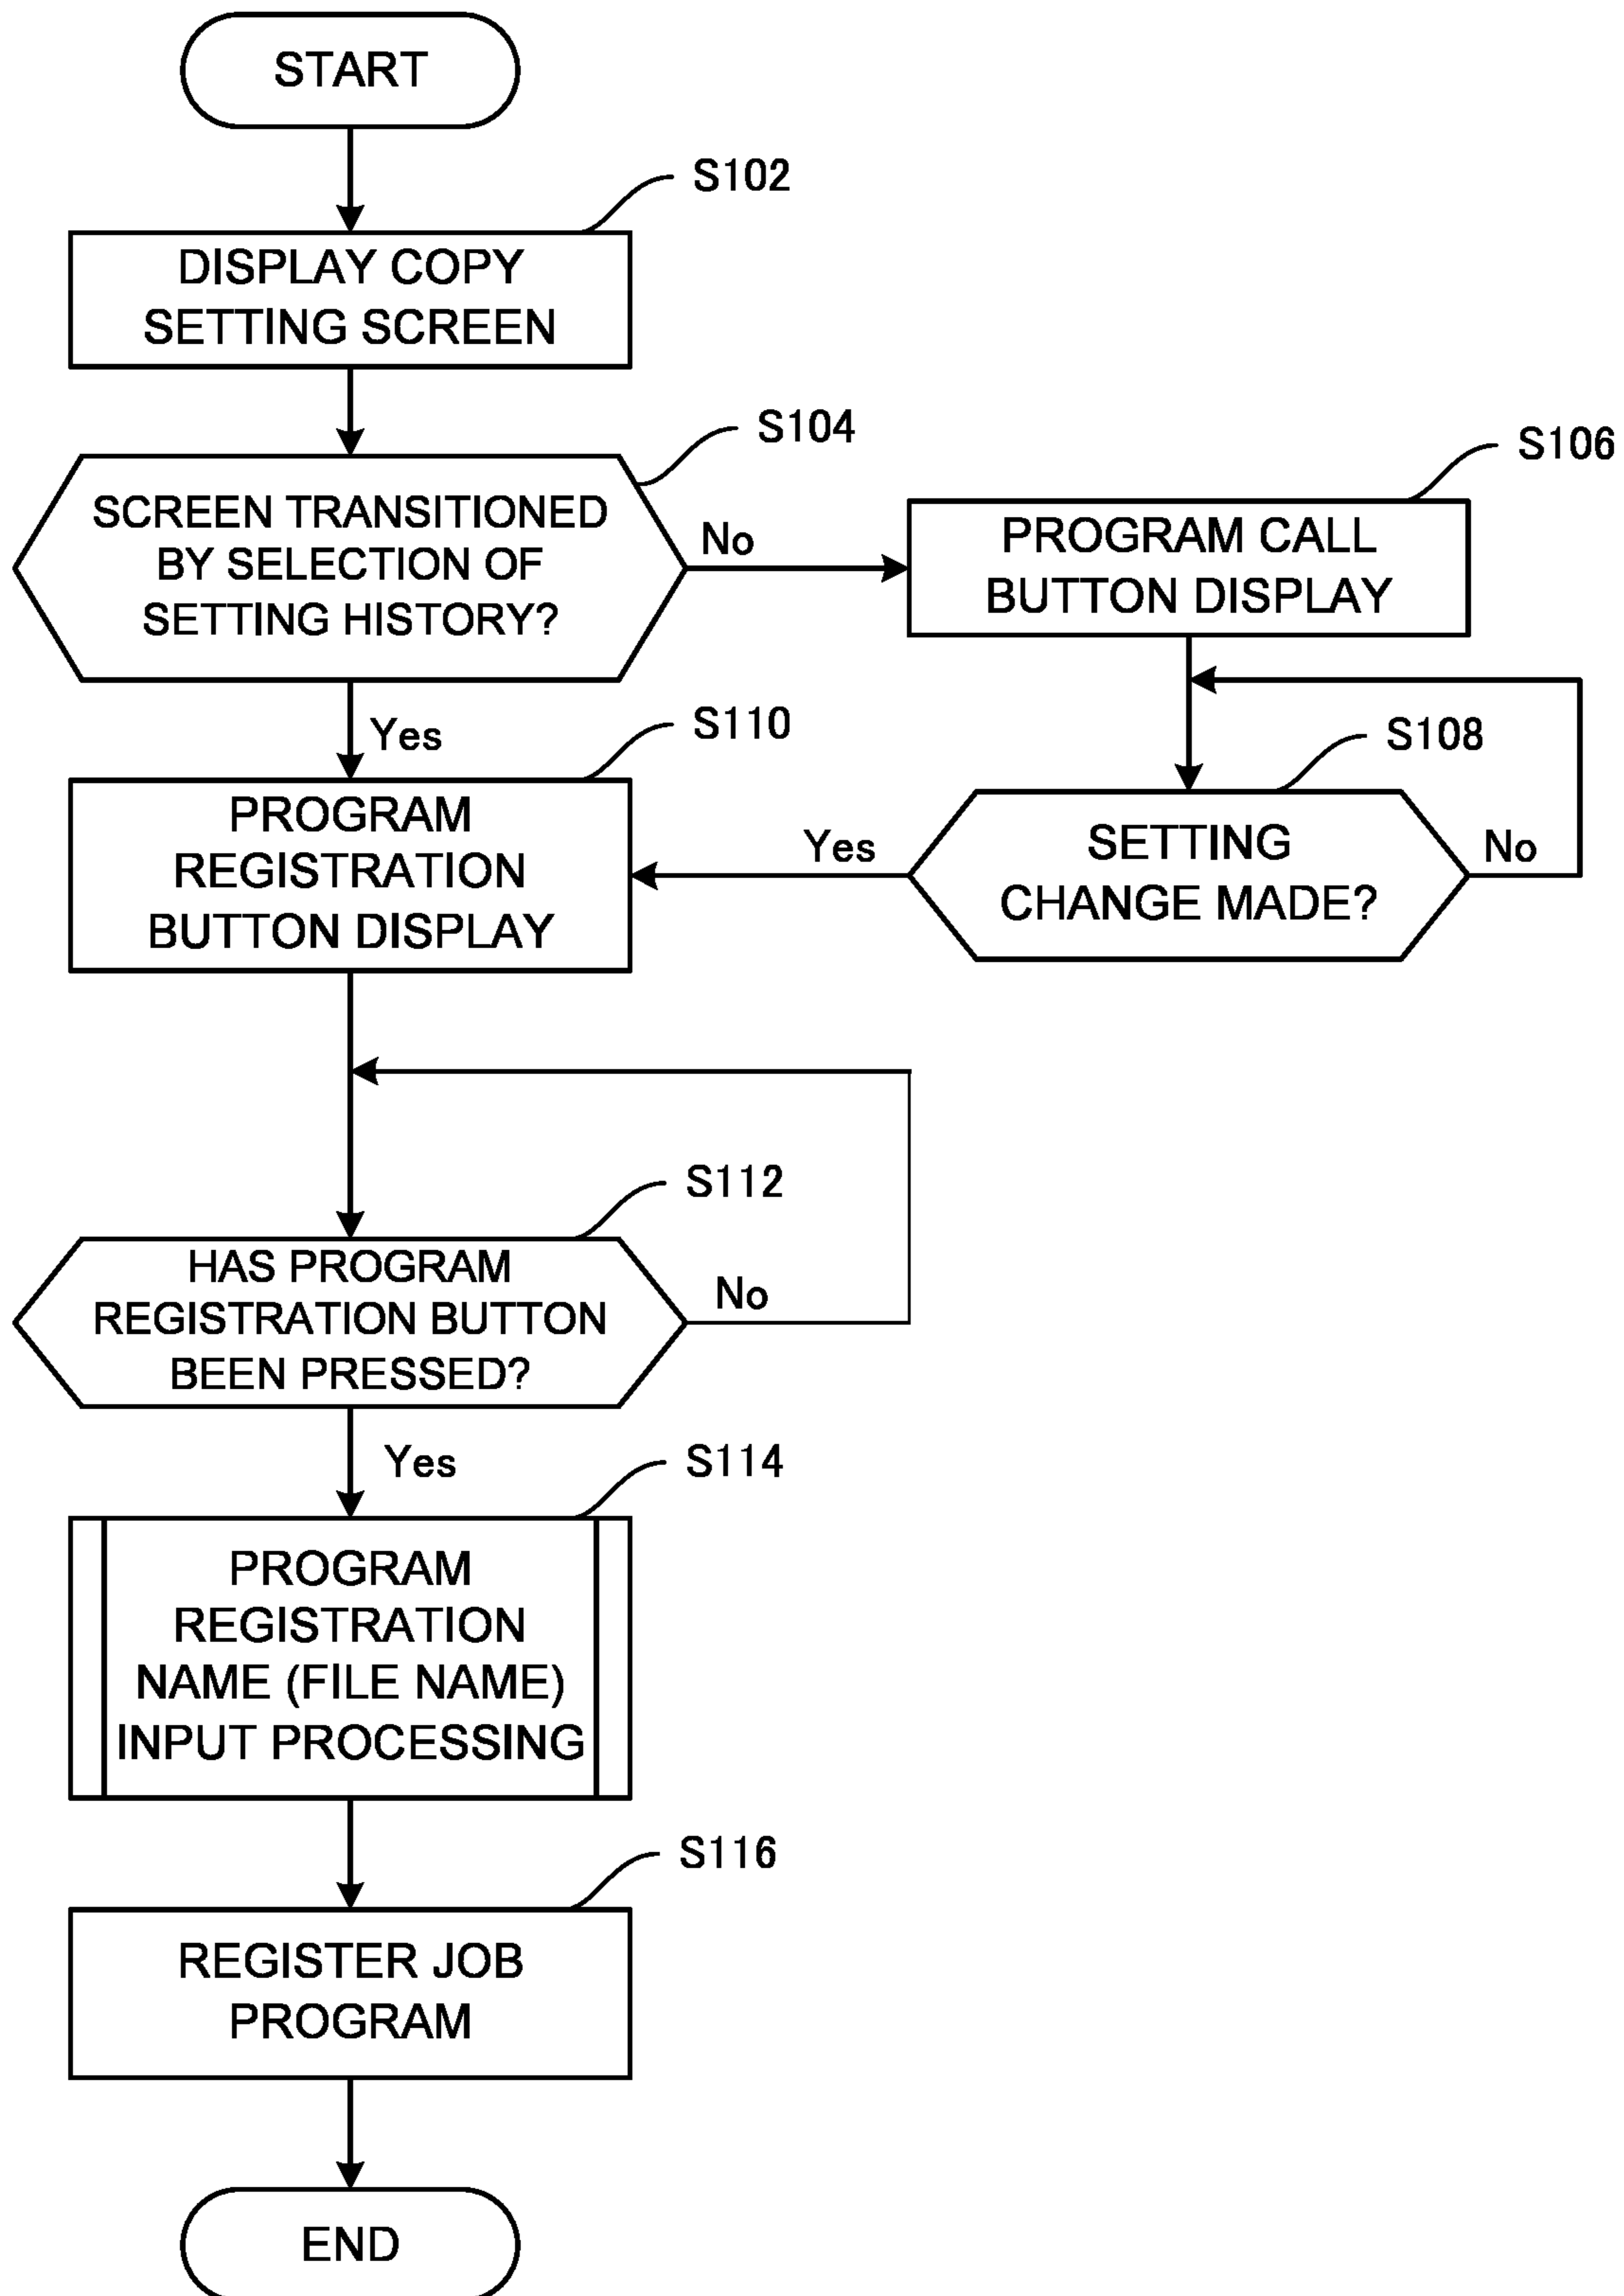 START
S102
DISPLAY COPY
SETTING SCREEN
S104
SCREEN TRANSITIONED
BY SELECTION OF
SETTING HISTORY?
No
S106
PROGRAM CALL
BUTTON DISPLAY
Yes
S110
PROGRAM
REGISTRATION
BUTTON DISPLAY
S108
SETTING
CHANGE MADE?
Yes
No
S112
HAS PROGRAM
REGISTRATION BUTTON
BEEN PRESSED?
No
Yes
S114
PROGRAM
REGISTRATION
NAME (FILE NAME)
INPUT PROCESSING
S116
REGISTER JOB
PROGRAM
END